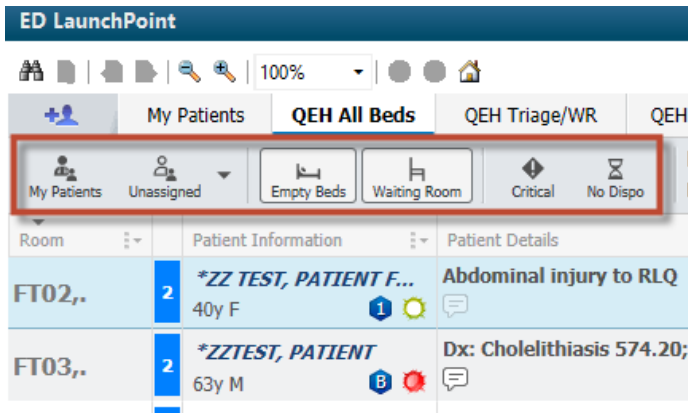 ED LaunchPoint
100%
My Patients QEH All Beds QEH Triage/WR QEH
My Patients Unassigned Empty Beds Waiting Room Critical No Dispo
Room Patient Information Patient Details
FT02,. 2 *ZZ TEST, PATIENT F... Abdominal injury to RLQ
40y F 1
FT03,. 2 *ZZTEST, PATIENT Dx: Cholelithiasis 574.20;
63y M B